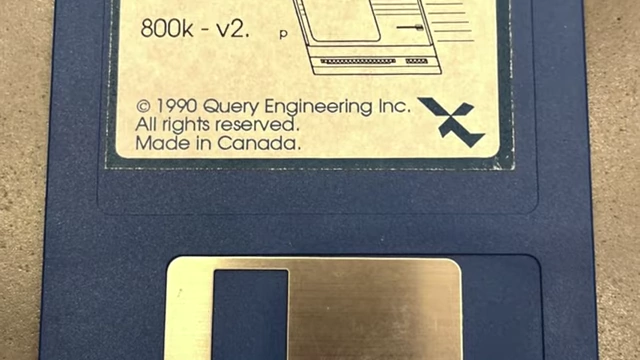 800k - v2. p
© 1990 Query Engineering Inc.
All rights reserved.
Made in Canada.